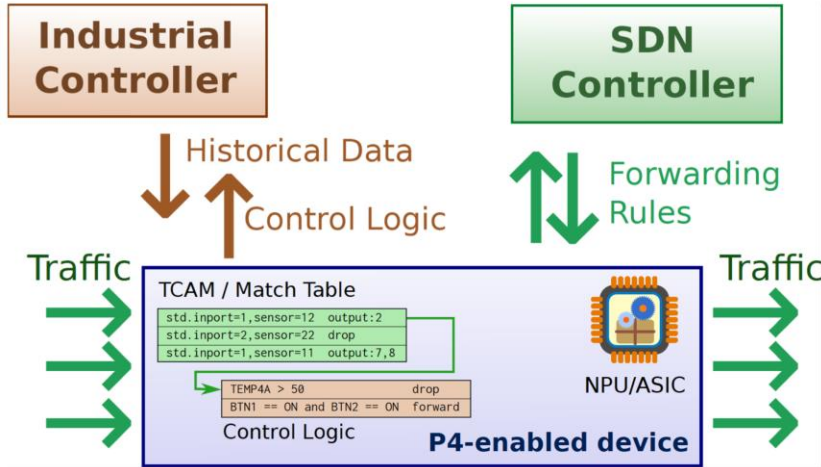 Industrial
Controller
SDN
Controller
Historical Data
Control Logic
Forwarding
Rules
Traffic
Traffic
TCAM / Match Table
std.inport=1,sensor=12 output:2
std.inport=2,sensor=22 drop
std.inport=1,sensor=11 output:7,8
NPU/ASIC
TEMP4A > 50 drop
BTN1 == ON and BTN2 == ON forward
Control Logic
P4-enabled device